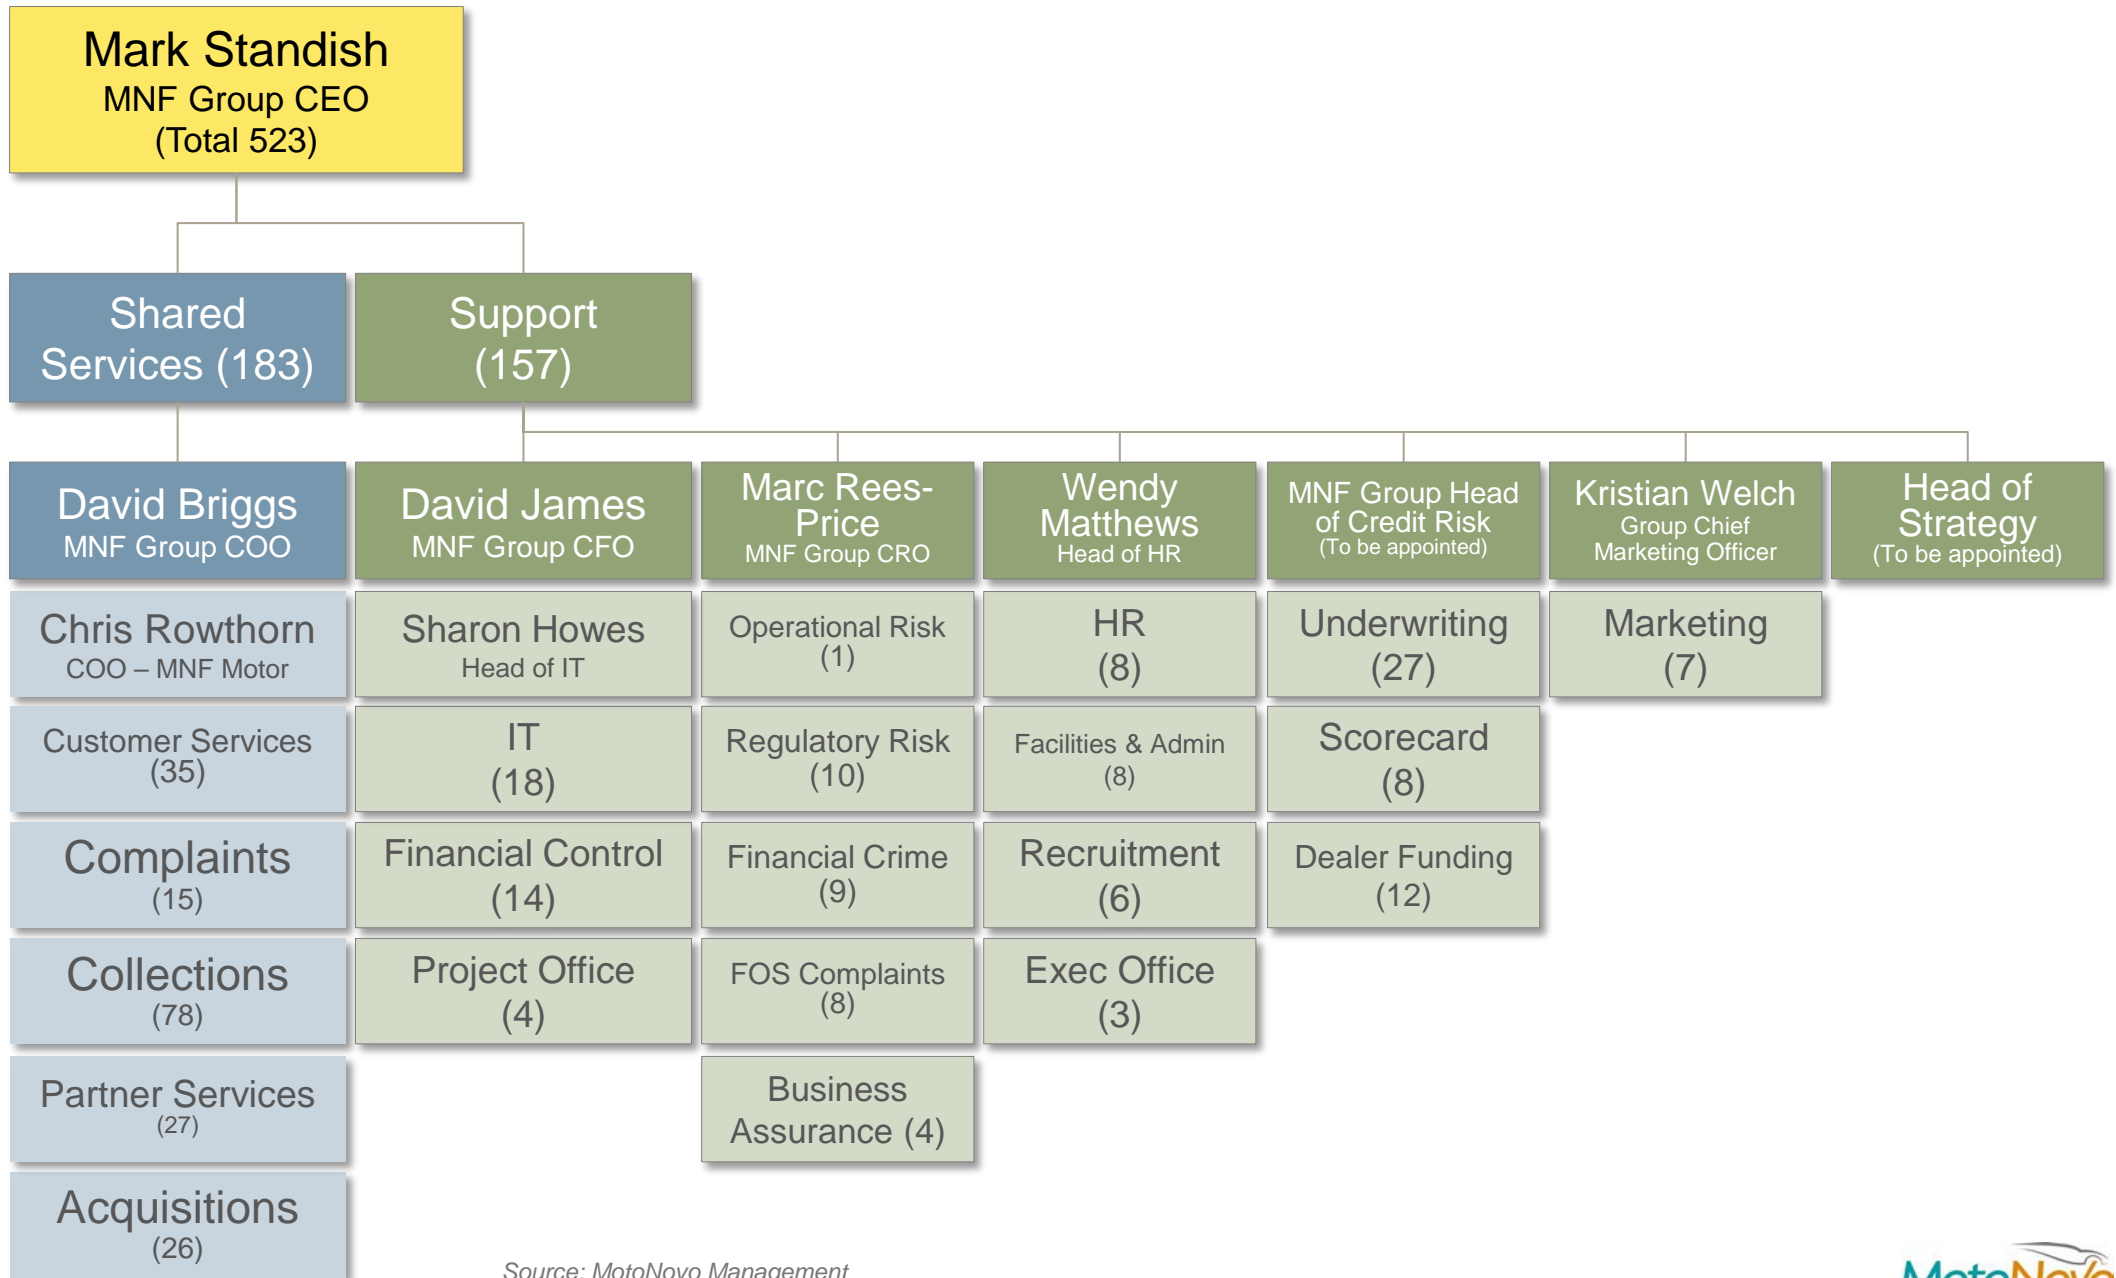 Mark Standish
MNF Group CEO
(Total 523)
Shared
Services (183)
Support
(157)
David Briggs
MNF Group COO
David James
MNF Group CFO
Marc Rees-
Price
MNF Group CRO
Wendy
Matthews
Head of HR
MNF Group Head
of Credit Risk
(To be appointed)
Kristian Welch
Group Chief
Marketing Officer
Head of
Strategy
(To be appointed)
Chris Rowthorn
COO – MNF Motor
Sharon Howes
Head of IT
Operational Risk
(1)
HR
(8)
Underwriting
(27)
Marketing
(7)
Customer Services
(35)
IT
(18)
Regulatory Risk
(10)
Facilities & Admin
(8)
Scorecard
(8)
Complaints
(15)
Financial Control
(14)
Financial Crime
(9)
Recruitment
(6)
Dealer Funding
(12)
Collections
(78)
Project Office
(4)
FOS Complaints
(8)
Exec Office
(3)
Partner Services
(27)
Business
Assurance (4)
Acquisitions
(26)
Source: MotoNovo Management
MotoNovo